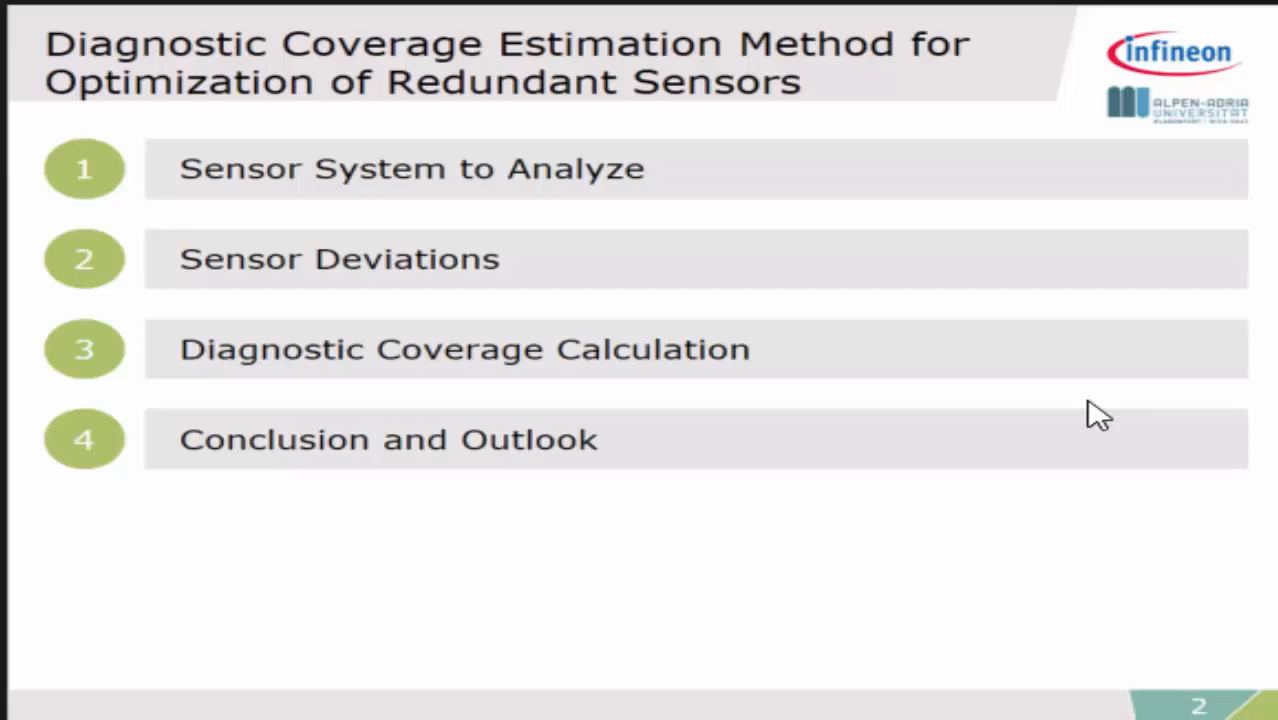 Diagnostic Coverage Estimation Method for
Optimization of Redundant Sensors
infineon
ALPEN-ADRIA
UNIVERSITÄT
1
Sensor System to Analyze
2
Sensor Deviations
3
Diagnostic Coverage Calculation
4
Conclusion and Outlook
2